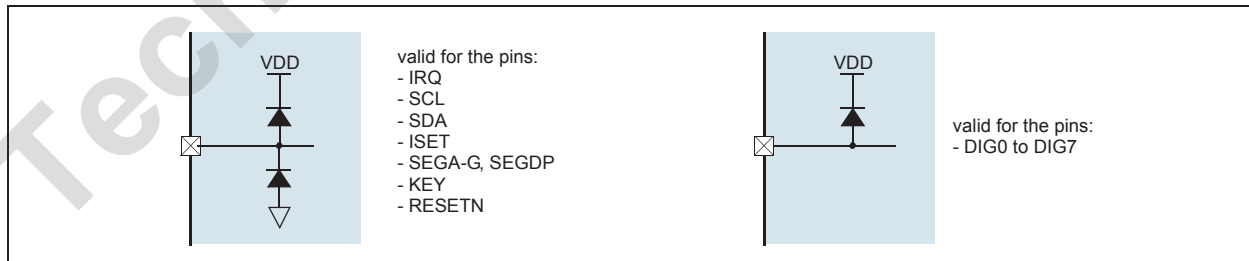 VDD
valid for the pins:
- IRQ
- SCL
- SDA
- ISET
- SEGA-G, SEGDP
- KEY
- RESETN
VDD
valid for the pins:
- DIG0 to DIG7
Tech